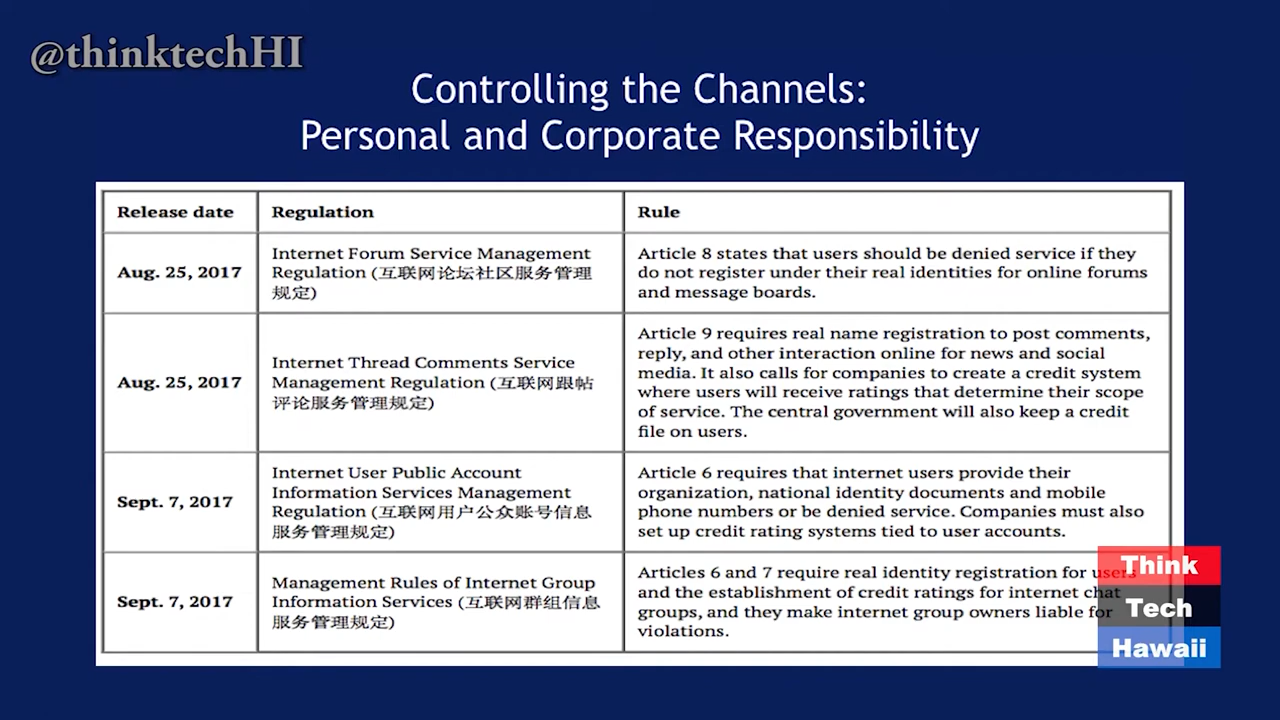 @thinktechHI
Controlling the Channels:
Personal and Corporate Responsibility
Release date
Regulation
Rule
Aug. 25, 2017
Internet Forum Service Management
Regulation (互联网论坛社区服务管理
规定)
Article 8 states that users should be denied service if they
do not register under their real identities for online forums
and message boards.
Aug. 25, 2017
Internet Thread Comments Service
Management Regulation (互联网跟帖
评论服务管理规定)
Article 9 requires real name registration to post comments,
reply, and other interaction online for news and social
media. It also calls for companies to create a credit system
where users will receive ratings that determine their scope
of service. The central government will also keep a credit
file on users.
Sept. 7, 2017
Internet User Public Account
Information Services Management
Regulation (互联网用户公众账号信息
服务管理规定)
Article 6 requires that internet users provide their
organization, national identity documents and mobile
phone numbers or be denied service. Companies must also
set up credit rating systems tied to user accounts.
Sept. 7, 2017
Management Rules of Internet Group
Information Services (互联网群组信息
服务管理规定)
Articles 6 and 7 require real identity registration for users
and the establishment of credit ratings for internet chat
groups, and they make internet group owners liable for
violations.
Think
Tech
Hawaii